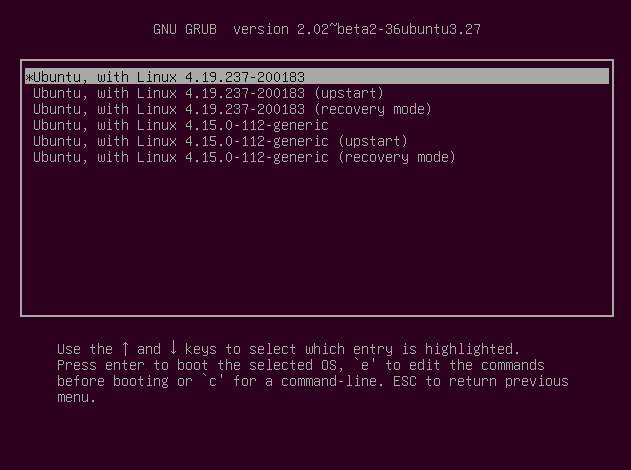 GNU GRUB  version 2.02~beta2-36ubuntu3.27
*Ubuntu, with Linux 4.19.237-200183
Ubuntu, with Linux 4.19.237-200183 (upstart)
Ubuntu, with Linux 4.19.237-200183 (recovery mode)
Ubuntu, with Linux 4.15.0-112-generic
Ubuntu, with Linux 4.15.0-112-generic (upstart)
Ubuntu, with Linux 4.15.0-112-generic (recovery mode)
Use the ↑ and ↓ keys to select which entry is highlighted.
Press enter to boot the selected OS, `e' to edit the commands
before booting or `c' for a command-line. ESC to return previous
menu.